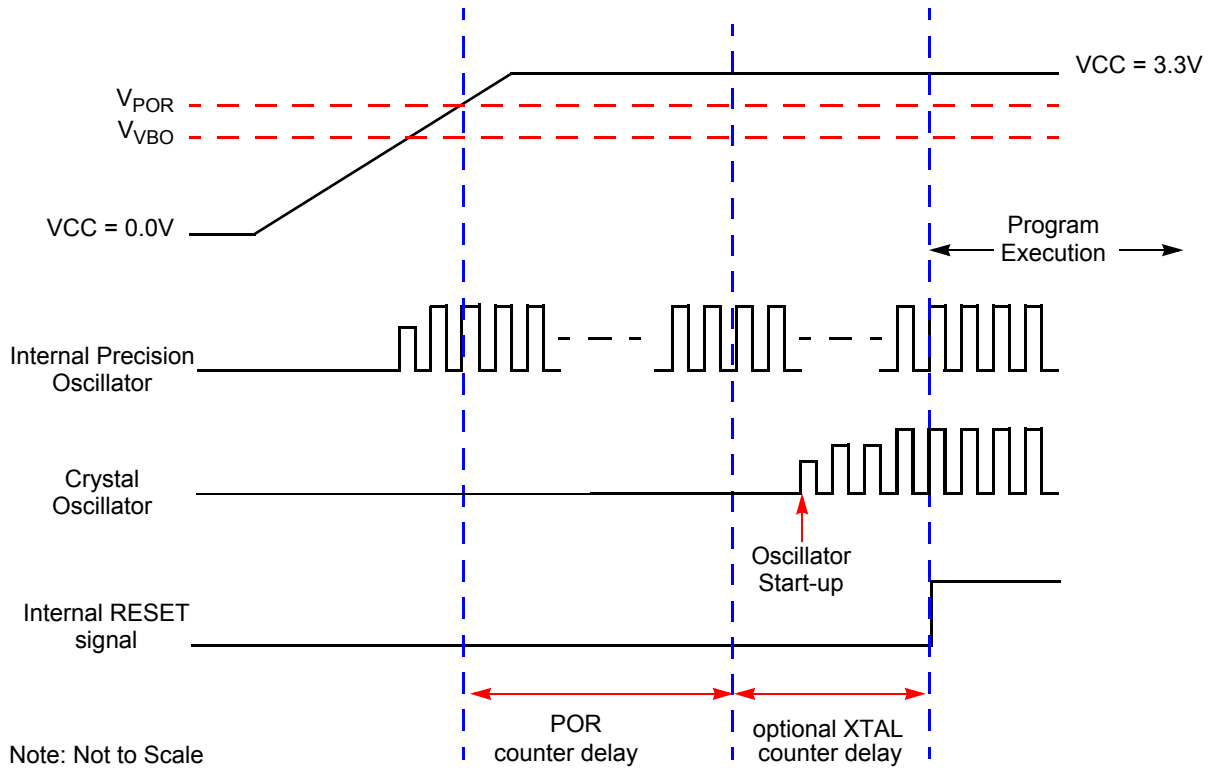 VCC = 3.3V
VPOR
VVBO
VCC = 0.0V
Program
Execution
Internal Precision
Oscillator
Crystal
Oscillator
Oscillator
Start-up
Internal RESET
signal
POR
counter delay
optional XTAL
counter delay
Note: Not to Scale